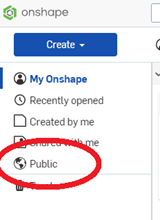 onshape
Create
My Onshape
Recently opened
Created by me
Shared with me
Public